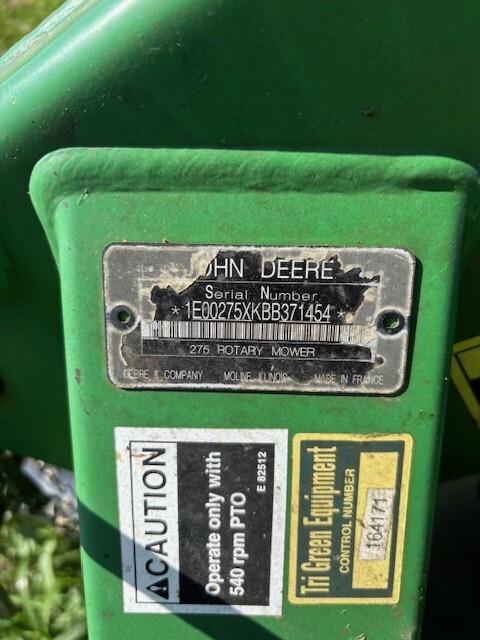 JOHN DEERE
Serial Number
* 1E00275XKBB371454 *
275 ROTARY MOWER
DEERE & COMPANY MOLINE, ILLINOIS MADE IN FRANCE
CAUTION
Operate only with
540 rpm PTO
E 82512
Tri Green Equipment
CONTROL NUMBER
164171